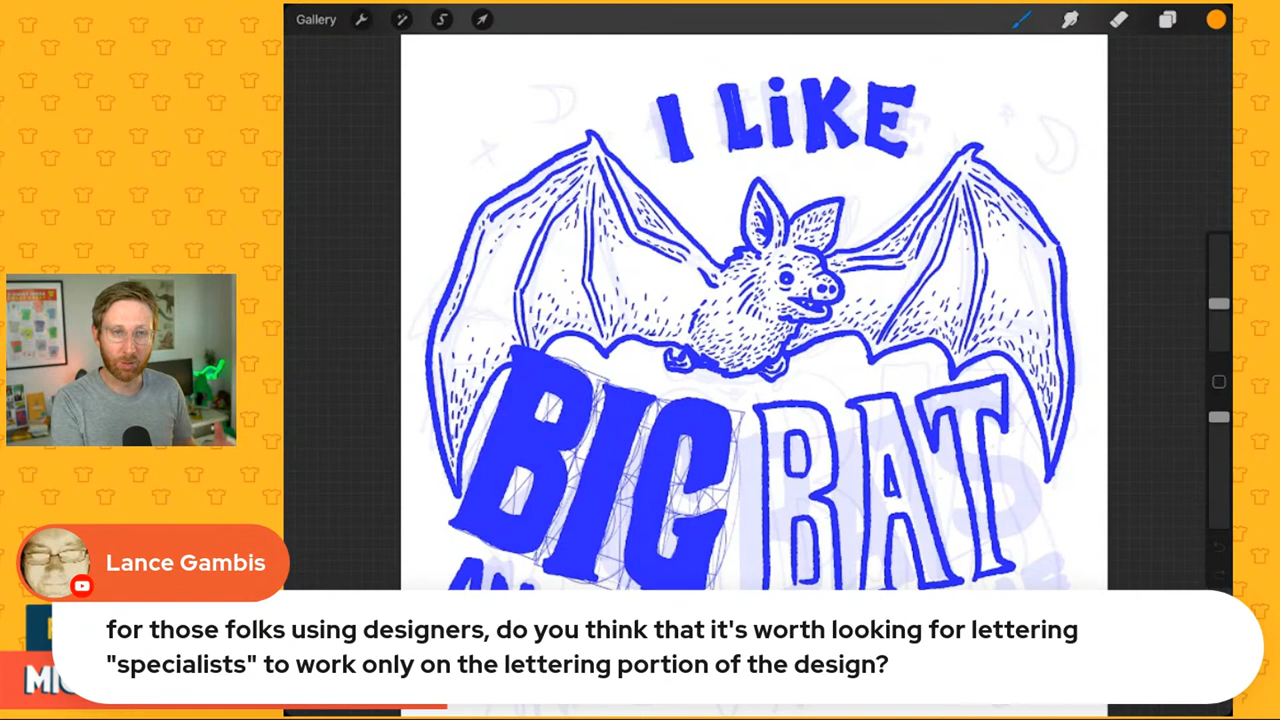 Gallery
I LiKE
BIG BAT
Lance Gambis
for those folks using designers, do you think that it's worth looking for lettering
"specialists" to work only on the lettering portion of the design?